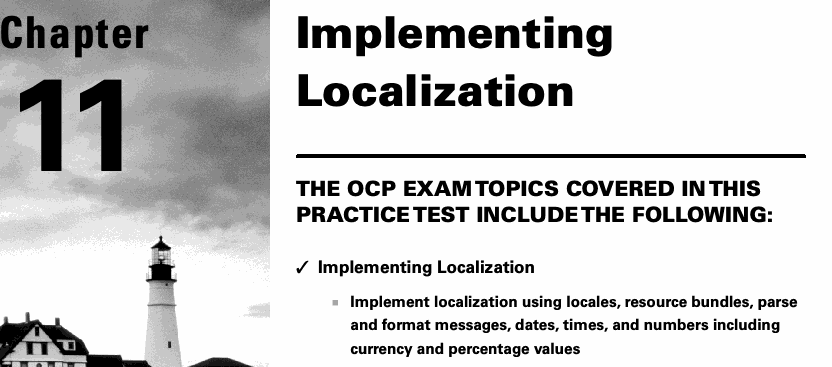 Chapter
11
Implementing
Localization
THE OCP EXAM TOPICS COVERED IN THIS
PRACTICE TEST INCLUDE THE FOLLOWING:
✓ Implementing Localization
■ Implement localization using locales, resource bundles, parse
and format messages, dates, times, and numbers including
currency and percentage values